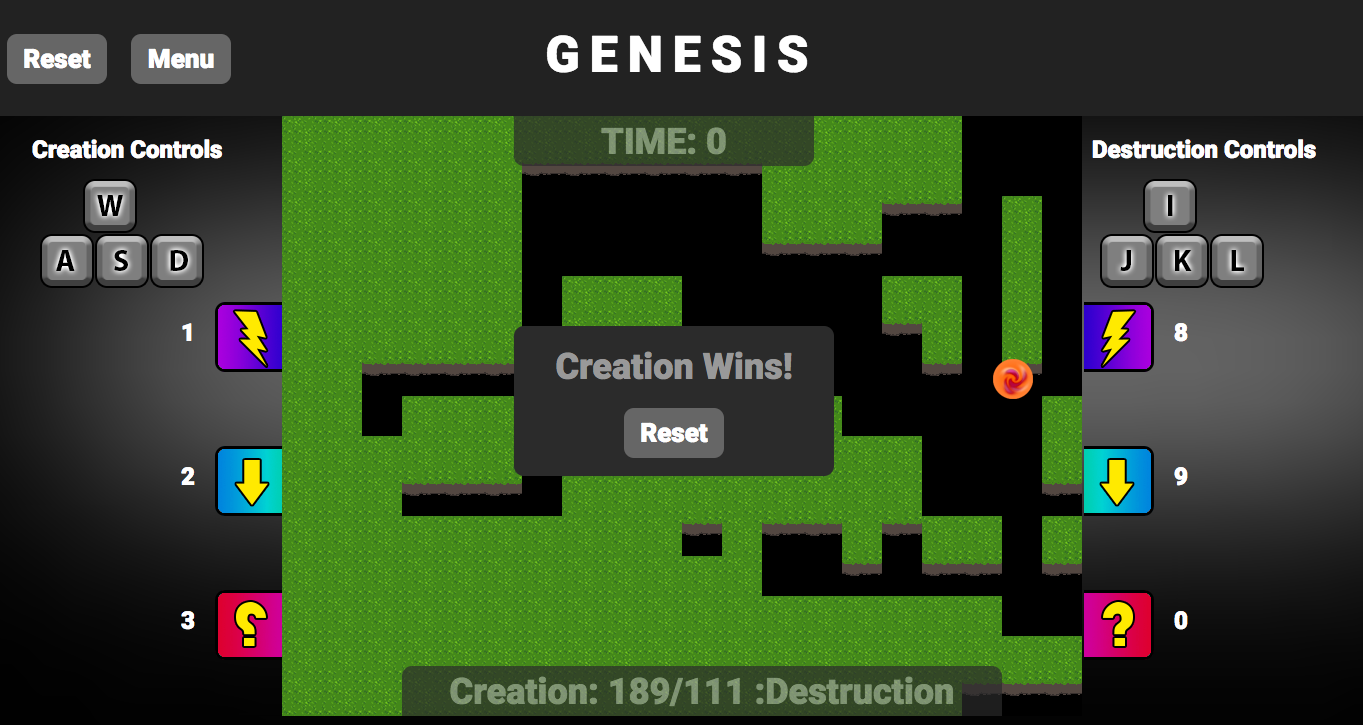 GENESIS
Reset Menu
TIME: 0
Creation Controls
W
A S D
1
2
3
Creation Wins!
Reset
Destruction Controls
I
J K L
8
9
0
Creation: 189/111 :Destruction